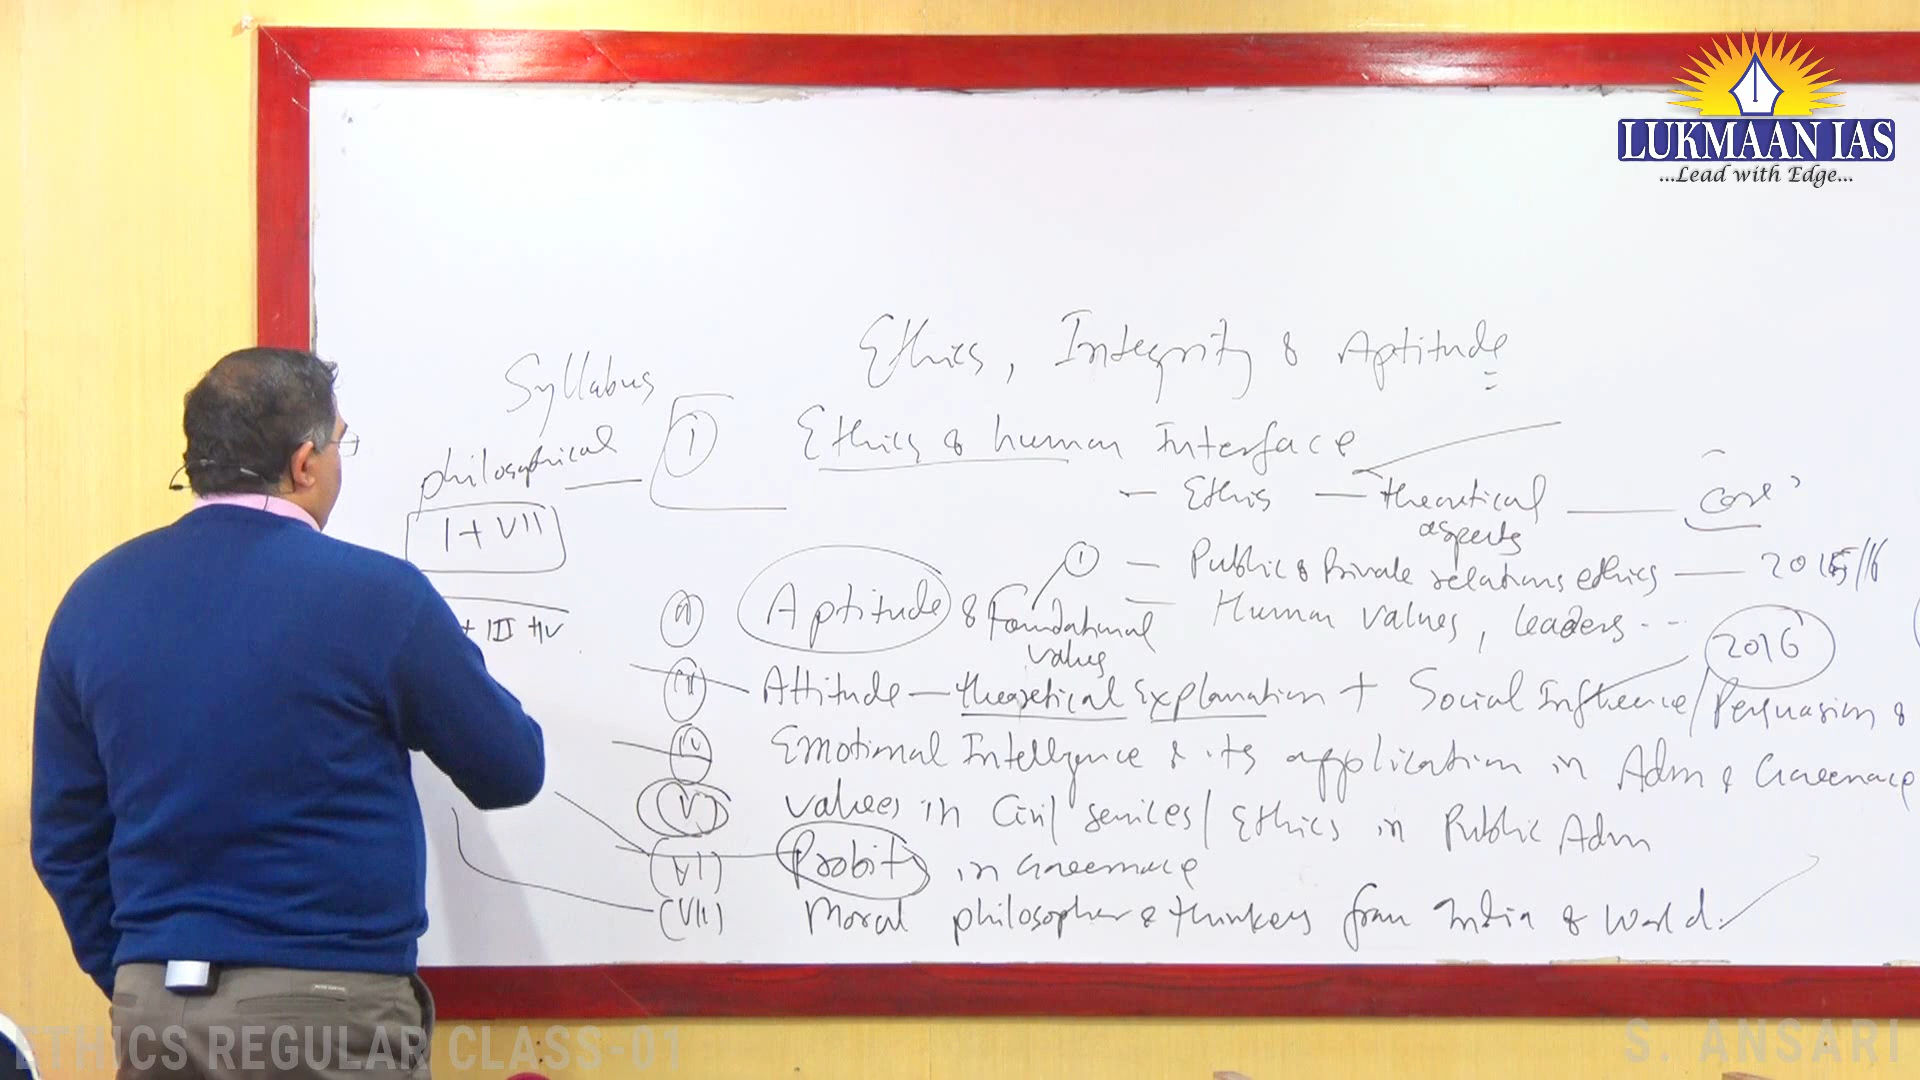 LUKMAAN IAS
...Lead with Edge...
Ethics, Integrity & Aptitude
Syllabus
(I) Ethics & human Interface
philosophical
— Ethics — theoretical aspects — core
I + VII
(1) — Public & Private relations ethics — 2015/16
— Human values, leaders - - -
+ III + IV
(II) Aptitude & Foundational values
2016
(III) Attitude — theoretical Explanation + Social Influence / Persuasion &
(IV) Emotional Intelligence & its application in Adm & Governance
(V) values in Civil services / Ethics in Public Adm
(VI) Probity in Governance
(VII) Moral philosopher & thinkers from India & World.
ETHICS REGULAR CLASS-01
S. ANSARI